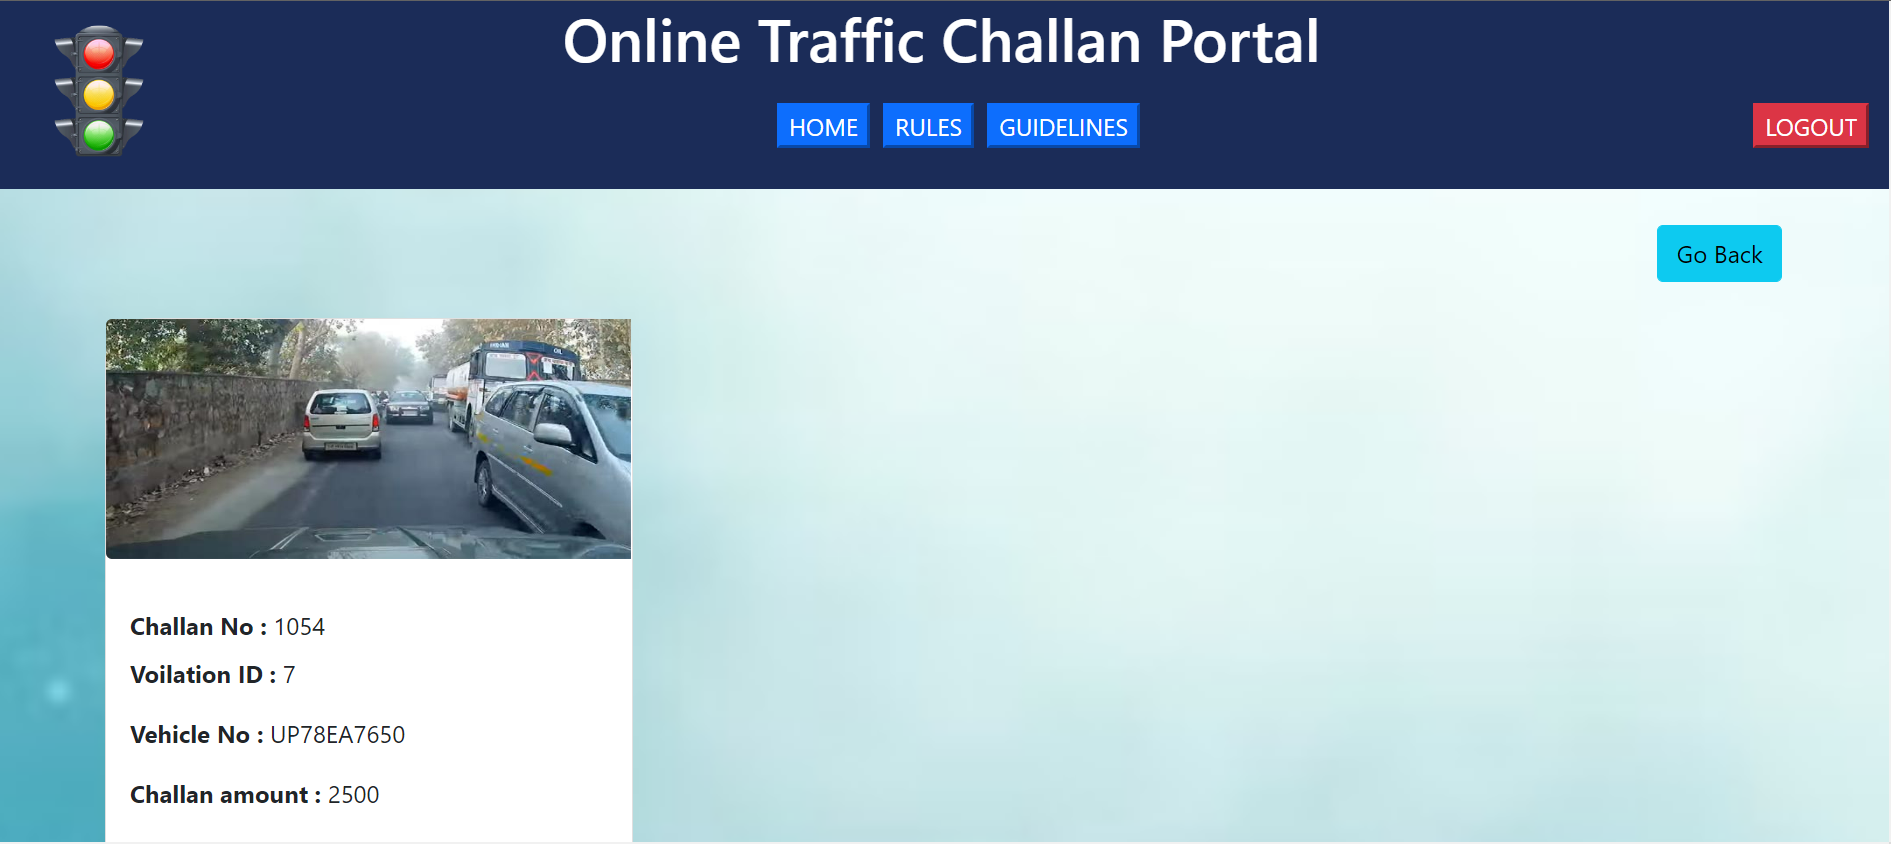 Online Traffic Challan Portal
HOME RULES GUIDELINES LOGOUT
Go Back
Challan No : 1054
Voilation ID : 7
Vehicle No : UP78EA7650
Challan amount : 2500